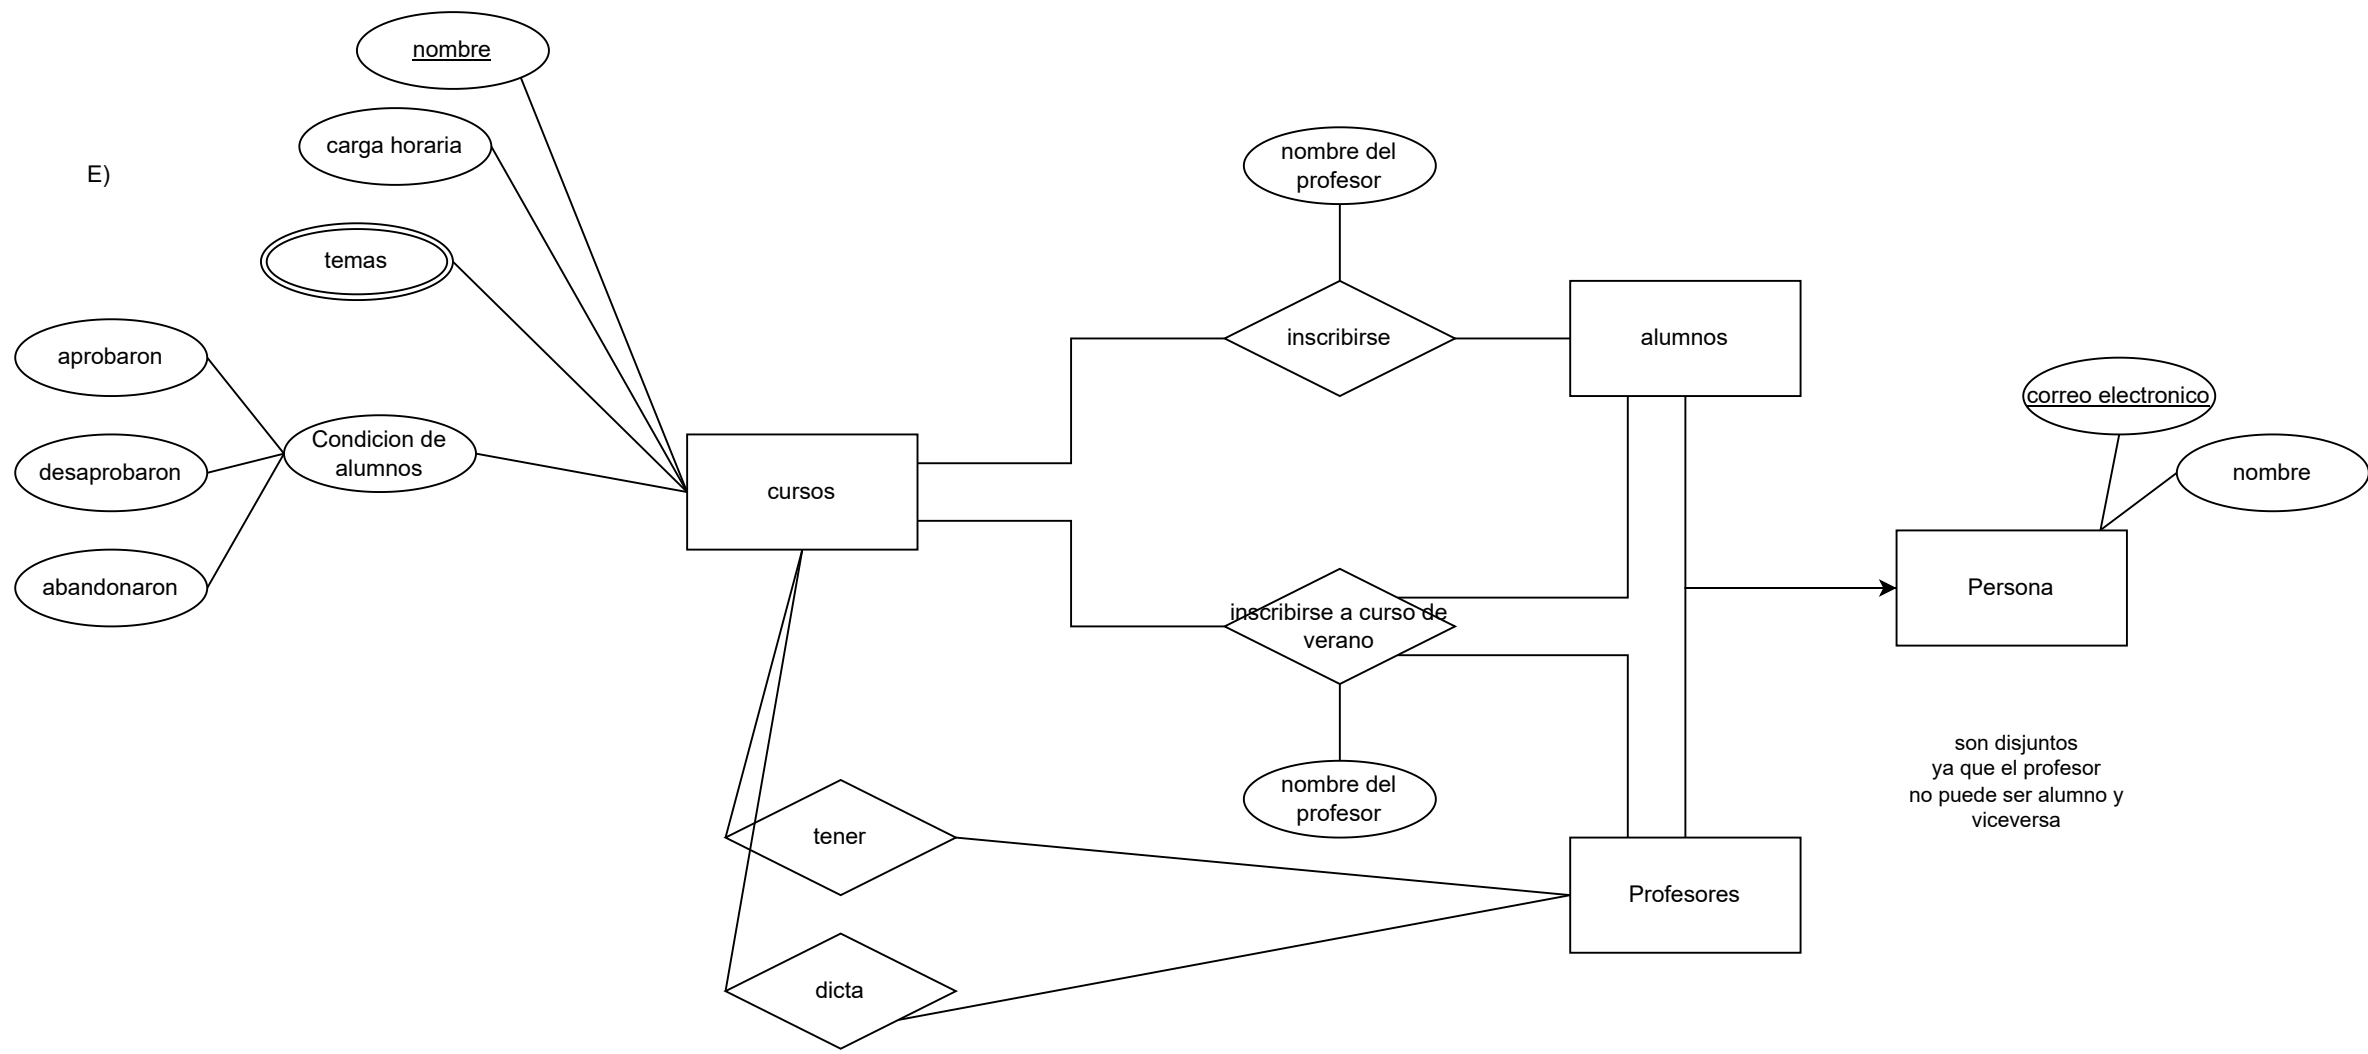 nombre
carga horaria
E)
temas
aprobaron
desaprobaron
abandonaron
Condicion de
alumnos
cursos
nombre del
profesor
inscribirse
alumnos
correo electronico
nombre
Persona
inscribirse a curso de
verano
nombre del
profesor
son disjuntos
ya que el profesor
no puede ser alumno y
viceversa
tener
Profesores
dicta